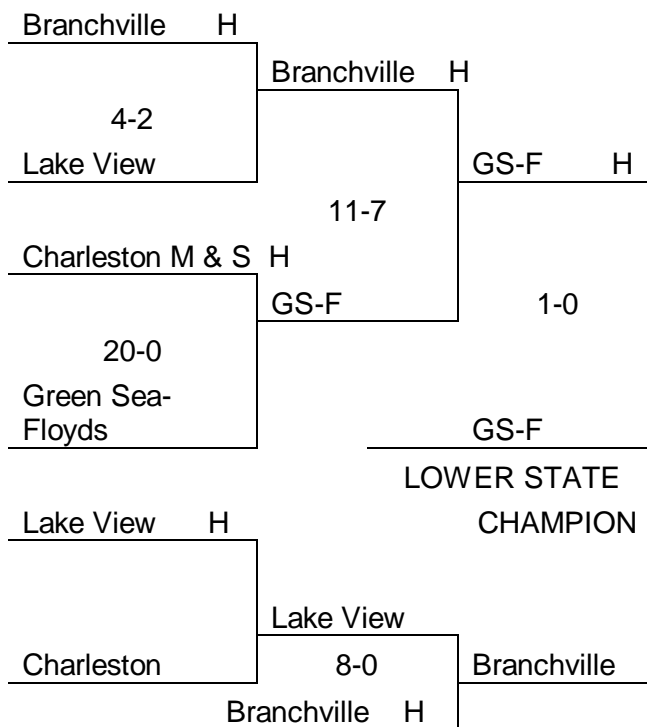 Branchville H
Branchville H
4-2
Lake View
GS-F H
11-7
Charleston M & S H
GS-F
1-0
20-0
Green Sea-
Floyds
GS-F
LOWER STATE
CHAMPION
Lake View H
Lake View
Charleston
8-0
Branchville
Branchville H